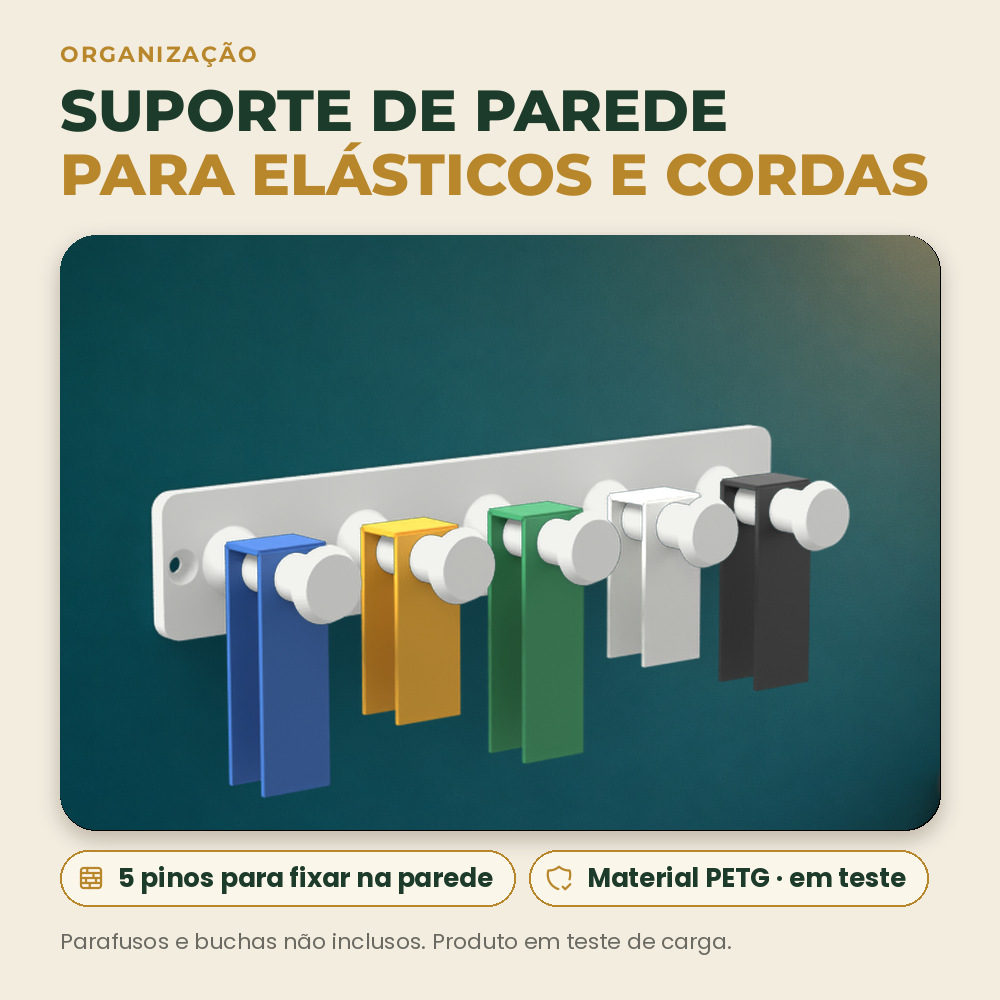 ORGANIZAÇÃO
SUPORTE DE PAREDE
PARA ELÁSTICOS E CORDAS
5 pinos para fixar na parede
Material PETG · em teste
Parafusos e buchas não inclusos. Produto em teste de carga.